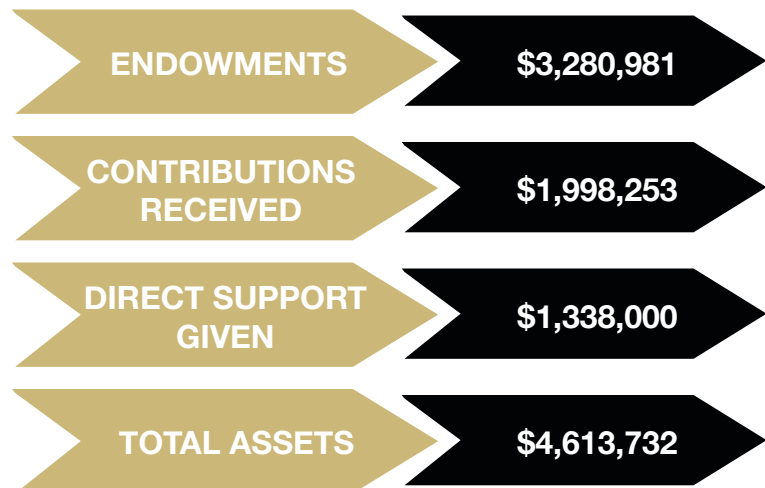 ENDOWMENTS
$3,280,981
CONTRIBUTIONS
RECEIVED
$1,998,253
DIRECT SUPPORT
GIVEN
$1,338,000
TOTAL ASSETS
$4,613,732